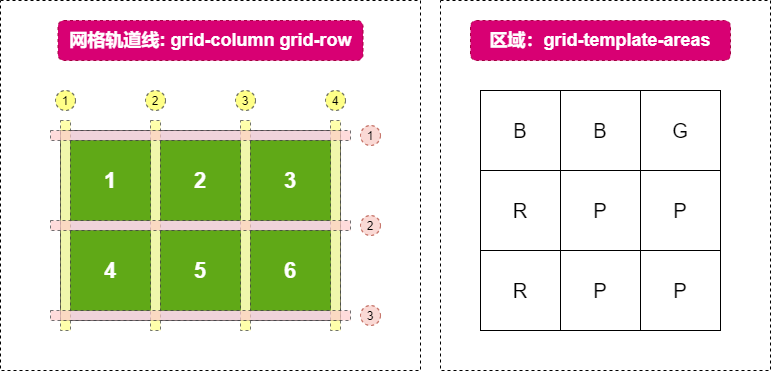 网格轨道线: grid-column grid-row
1 2 3 4
1
1 2 3
2
4 5 6
3
区域：grid-template-areas
B B G
R P P
R P P